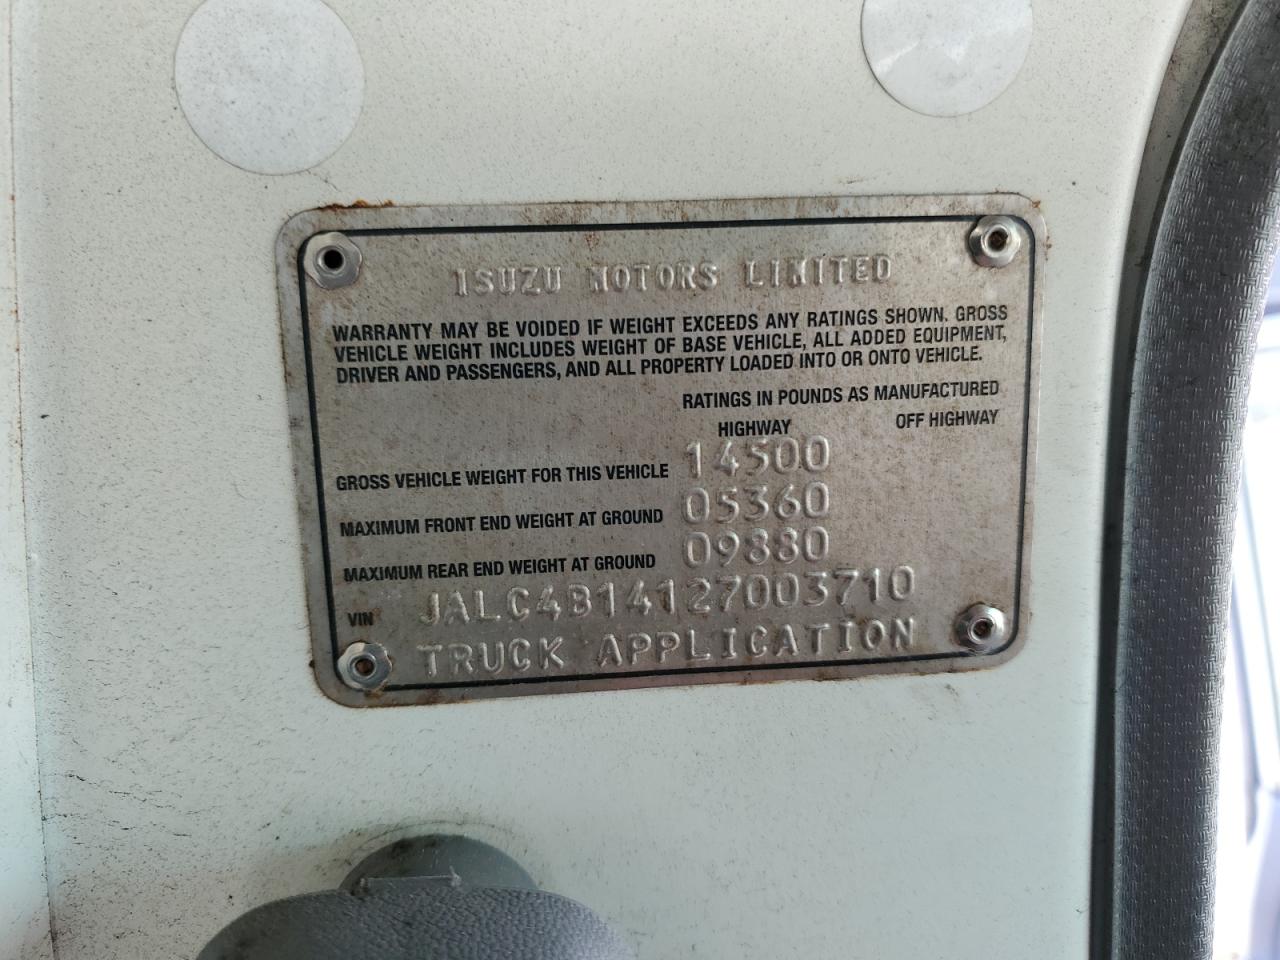 ISUZU MOTORS LIMITED
WARRANTY MAY BE VOIDED IF WEIGHT EXCEEDS ANY RATINGS SHOWN. GROSS
VEHICLE WEIGHT INCLUDES WEIGHT OF BASE VEHICLE, ALL ADDED EQUIPMENT,
DRIVER AND PASSENGERS, AND ALL PROPERTY LOADED INTO OR ONTO VEHICLE.
RATINGS IN POUNDS AS MANUFACTURED
HIGHWAY OFF HIGHWAY
GROSS VEHICLE WEIGHT FOR THIS VEHICLE 14500
MAXIMUM FRONT END WEIGHT AT GROUND 05360
MAXIMUM REAR END WEIGHT AT GROUND 09880
VIN JALC4B14127003710
TRUCK APPLICATION